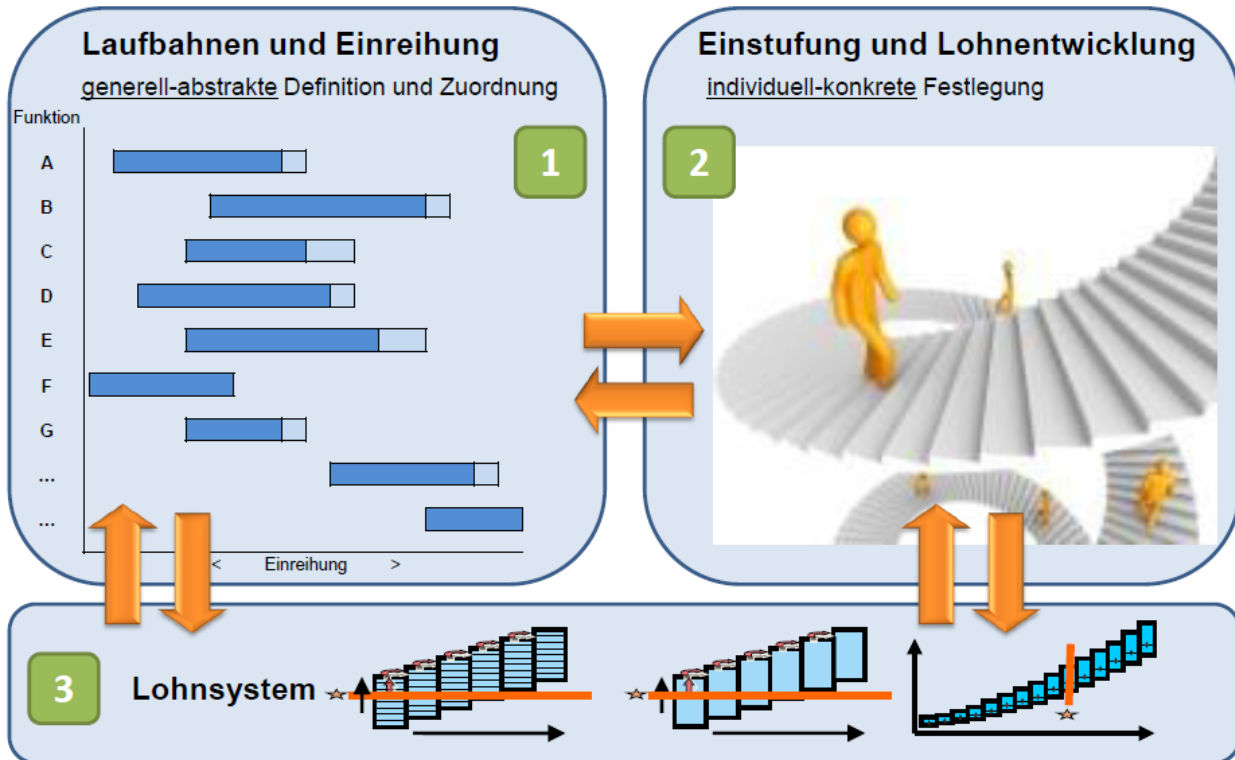 Laufbahnen und Einreihung
generell-abstrakte Definition und Zuordnung
Funktion
1
A
B
C
D
E
F
G
...
...
< Einreihung >
Einstufung und Lohnentwicklung
individuell-konkrete Festlegung
2
3
Lohnsystem